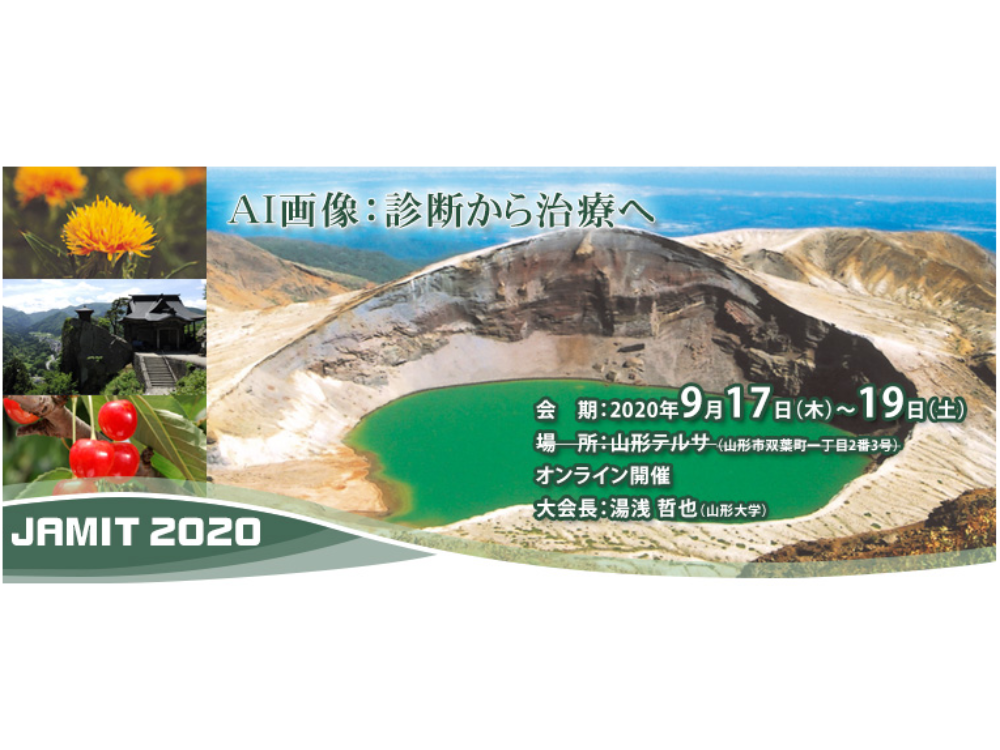 AI画像：診断から治療へ
会　期：2020年9月17日（木）～19日（土）
場　所：山形テルサ（山形市双葉町一丁目2番3号）
オンライン開催
大会長：湯浅 哲也（山形大学）
JAMIT 2020